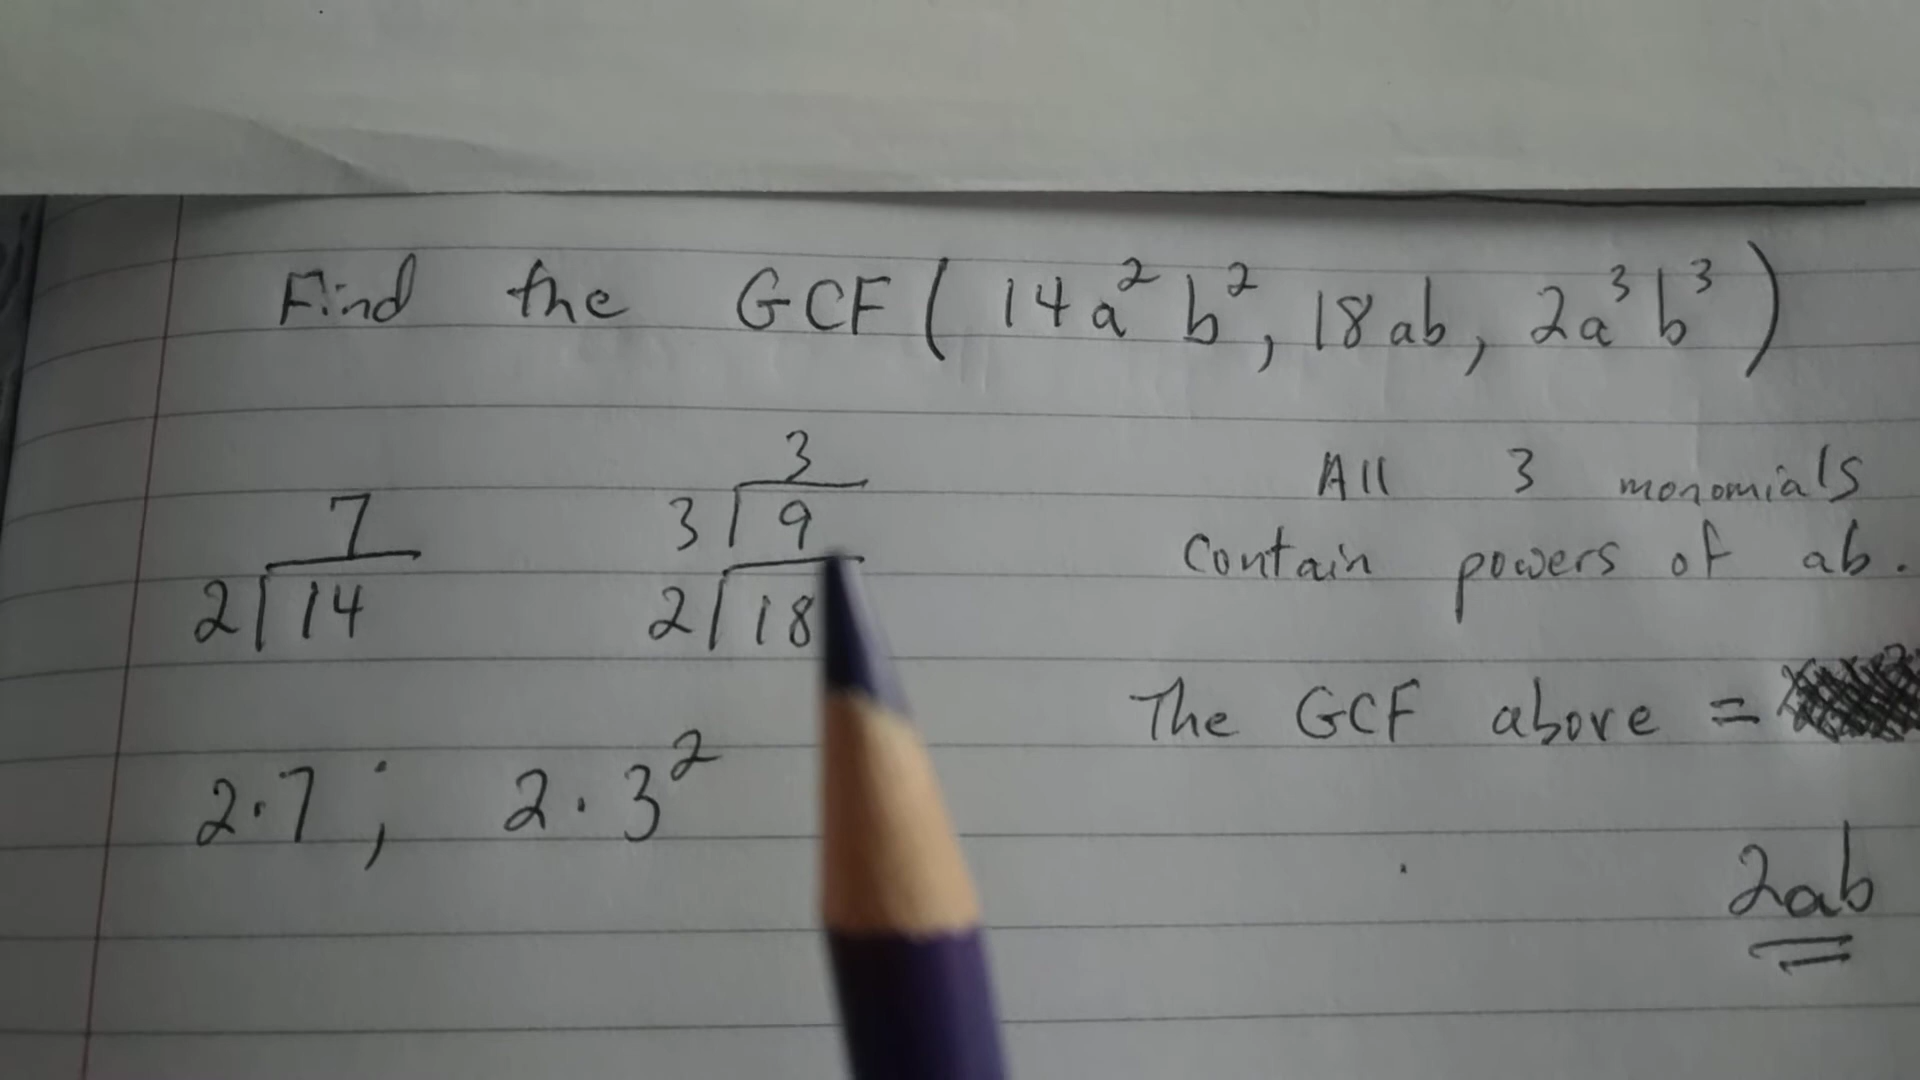 Find the GCF(14a²b², 18ab, 2a³b³)
3
7
3 9
2 14
2 18
2·7; 2·3²
All 3 monomials
Contain powers of ab.
The GCF above =
2ab